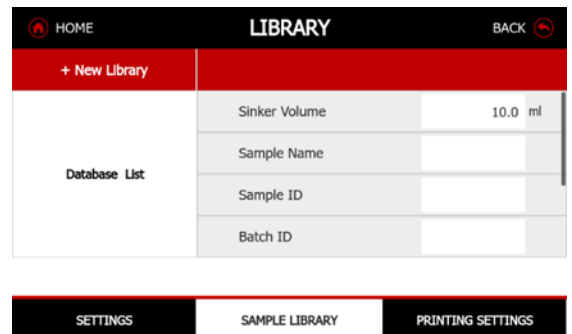 HOME LIBRARY BACK
+ New Library
Sinker Volume 10.0 ml
Sample Name
Database List
Sample ID
Batch ID
SETTINGS SAMPLE LIBRARY PRINTING SETTINGS